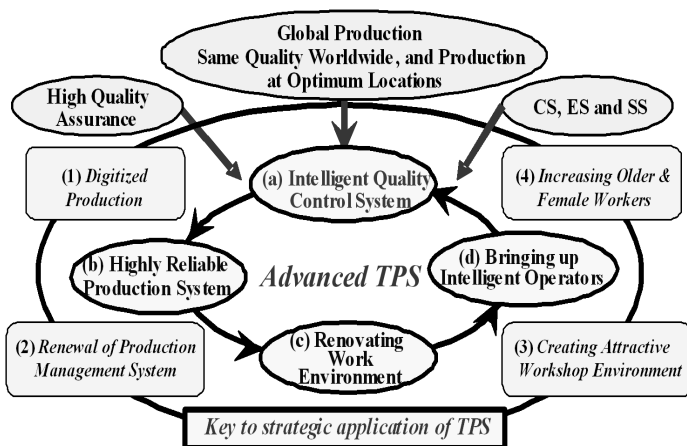 Global Production
Same Quality Worldwide, and Production
at Optimum Locations
High Quality
Assurance
CS, ES and SS
(1) Digitized
Production
(a) Intelligent Quality
Control System
(4) Increasing Older &
Female Workers
(b) Highly Reliable
Production System
Advanced TPS
(d) Bringing up
Intelligent Operators
(2) Renewal of Production
Management System
(c) Renovating
Work
Environment
(3) Creating Attractive
Workshop Environment
Key to strategic application of TPS